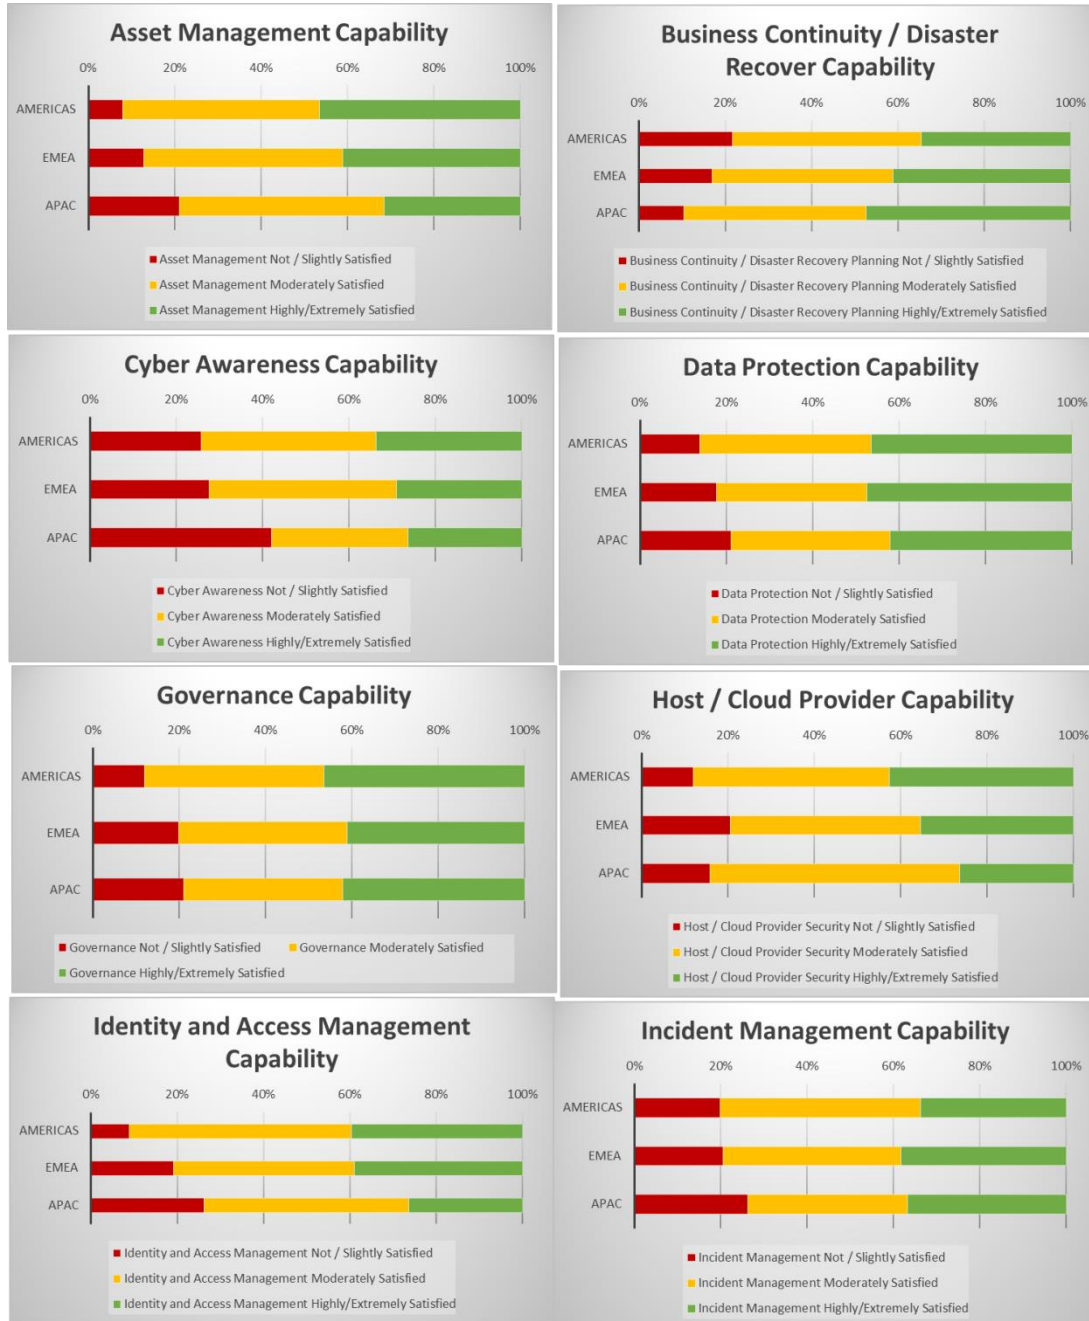 Asset Management Capability
0% 20% 40% 60% 80% 100%
AMERICAS
EMEA
APAC
Asset Management Not / Slightly Satisfied
Asset Management Moderately Satisfied
Asset Management Highly/Extremely Satisfied
Business Continuity / Disaster
Recover Capability
0% 20% 40% 60% 80% 100%
AMERICAS
EMEA
APAC
Business Continuity / Disaster Recovery Planning Not / Slightly Satisfied
Business Continuity / Disaster Recovery Planning Moderately Satisfied
Business Continuity / Disaster Recovery Planning Highly/Extremely Satisfied
Cyber Awareness Capability
0% 20% 40% 60% 80% 100%
AMERICAS
EMEA
APAC
Cyber Awareness Not / Slightly Satisfied
Cyber Awareness Moderately Satisfied
Cyber Awareness Highly/Extremely Satisfied
Data Protection Capability
0% 20% 40% 60% 80% 100%
AMERICAS
EMEA
APAC
Data Protection Not / Slightly Satisfied
Data Protection Moderately Satisfied
Data Protection Highly/Extremely Satisfied
Governance Capability
0% 20% 40% 60% 80% 100%
AMERICAS
EMEA
APAC
Governance Not / Slightly Satisfied Governance Moderately Satisfied
Governance Highly/Extremely Satisfied
Host / Cloud Provider Capability
0% 20% 40% 60% 80% 100%
AMERICAS
EMEA
APAC
Host / Cloud Provider Security Not / Slightly Satisfied
Host / Cloud Provider Security Moderately Satisfied
Host / Cloud Provider Security Highly/Extremely Satisfied
Identity and Access Management
Capability
0% 20% 40% 60% 80% 100%
AMERICAS
EMEA
APAC
Identity and Access Management Not / Slightly Satisfied
Identity and Access Management Moderately Satisfied
Identity and Access Management Highly/Extremely Satisfied
Incident Management Capability
0% 20% 40% 60% 80% 100%
AMERICAS
EMEA
APAC
Incident Management Not / Slightly Satisfied
Incident Management Moderately Satisfied
Incident Management Highly/Extremely Satisfied